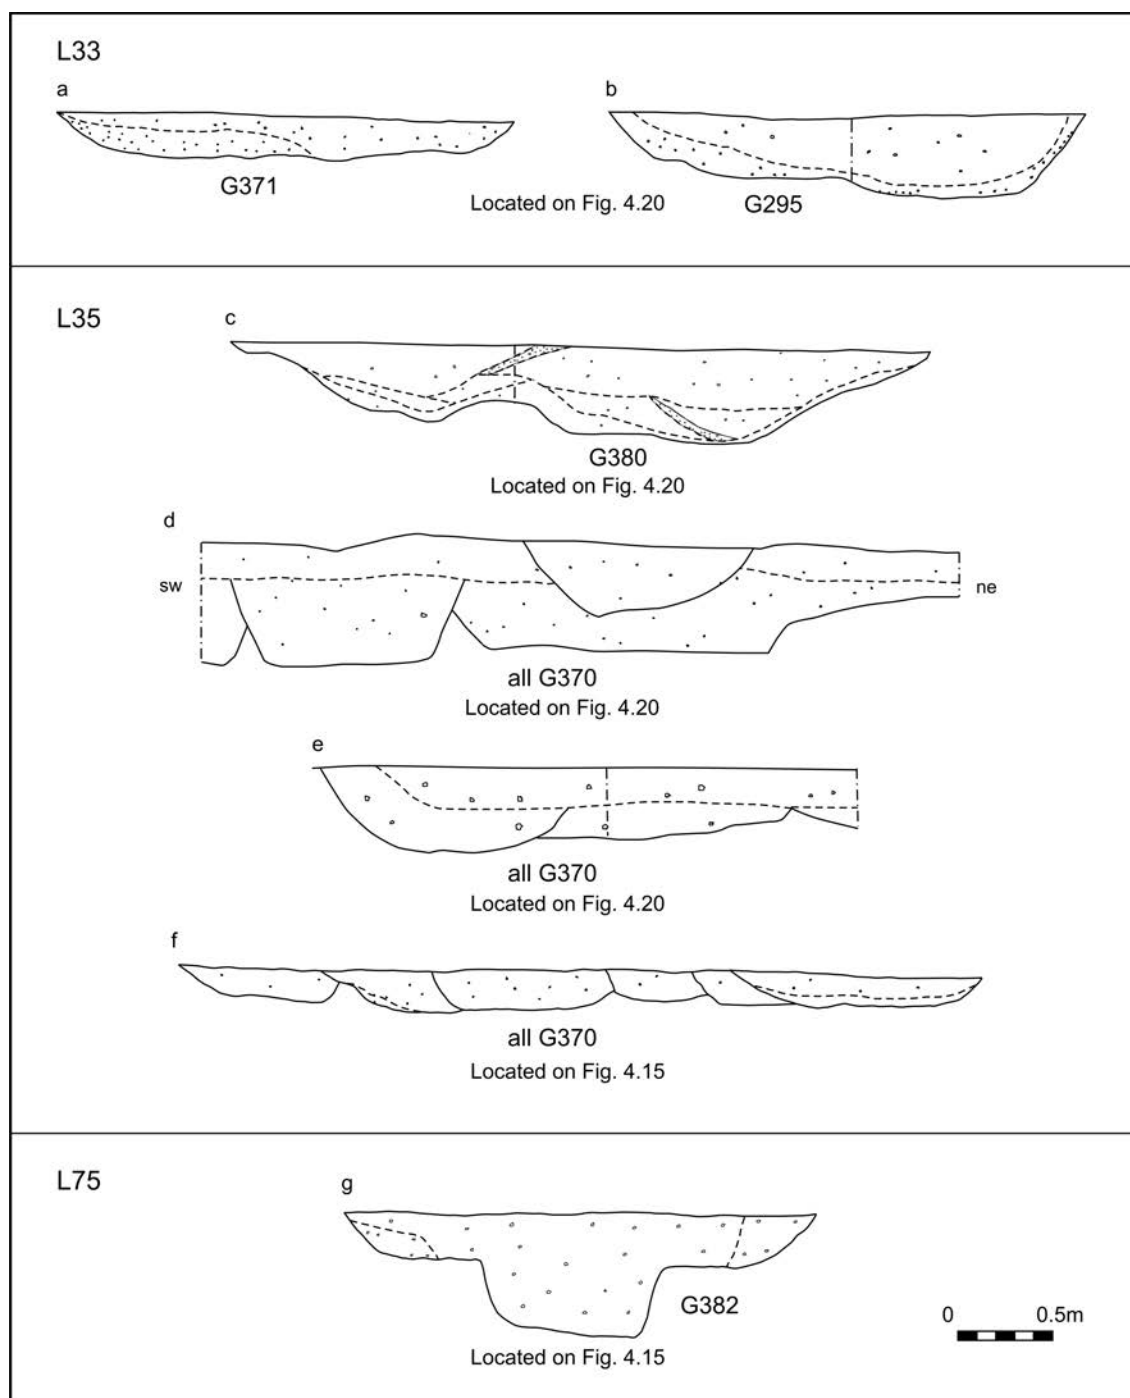 L33
a
b
G371
G295
Located on Fig. 4.20
L35
c
G380
Located on Fig. 4.20
d
sw
ne
all G370
Located on Fig. 4.20
e
all G370
Located on Fig. 4.20
f
all G370
Located on Fig. 4.15
L75
g
G382
0 0.5m
Located on Fig. 4.15